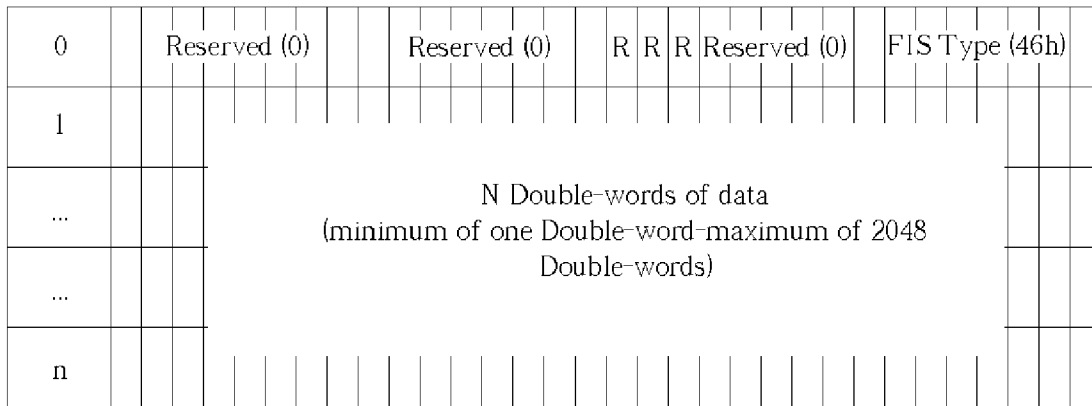 0 Reserved (0) Reserved (0) R R R Reserved (0) FIS Type (46h)
1
...
N Double-words of data
(minimum of one Double-word-maximum of 2048
Double-words)
...
n